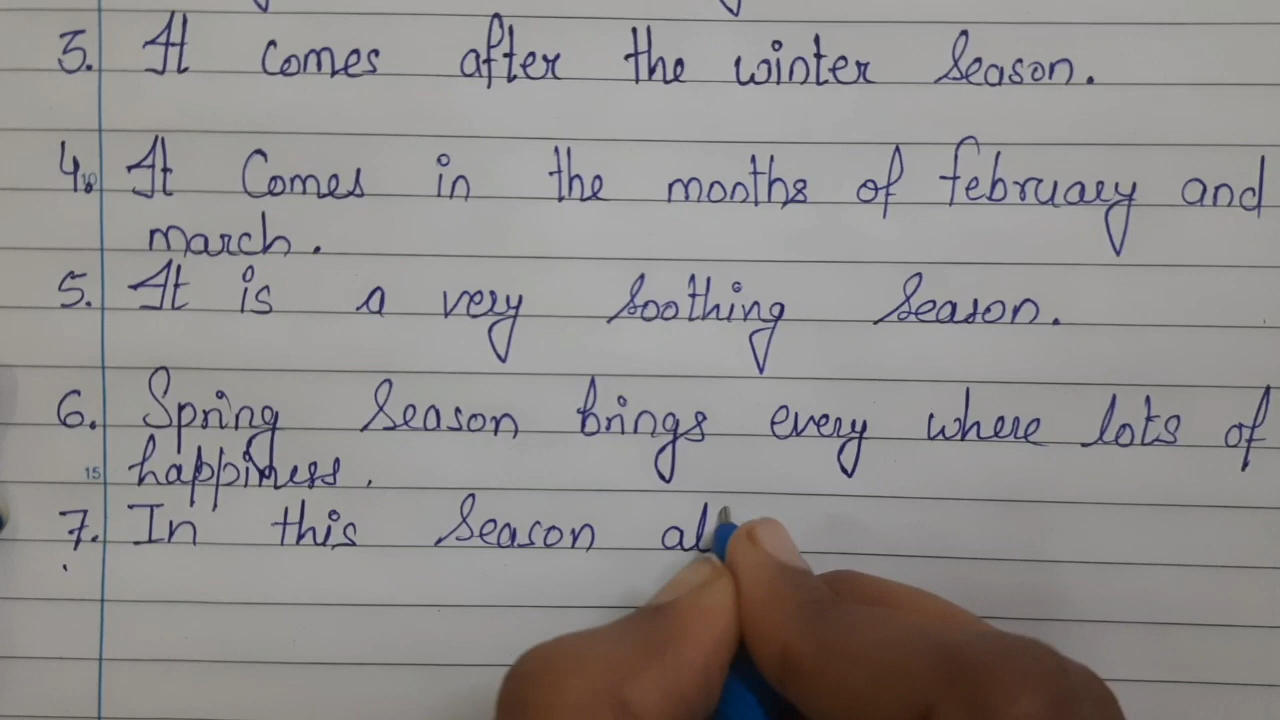 3. It comes after the winter season.
4. It Comes in the months of february and
march.
5. It is a very soothing season.
6. Spring season brings every where lots of
15 happiness.
7. In this season al